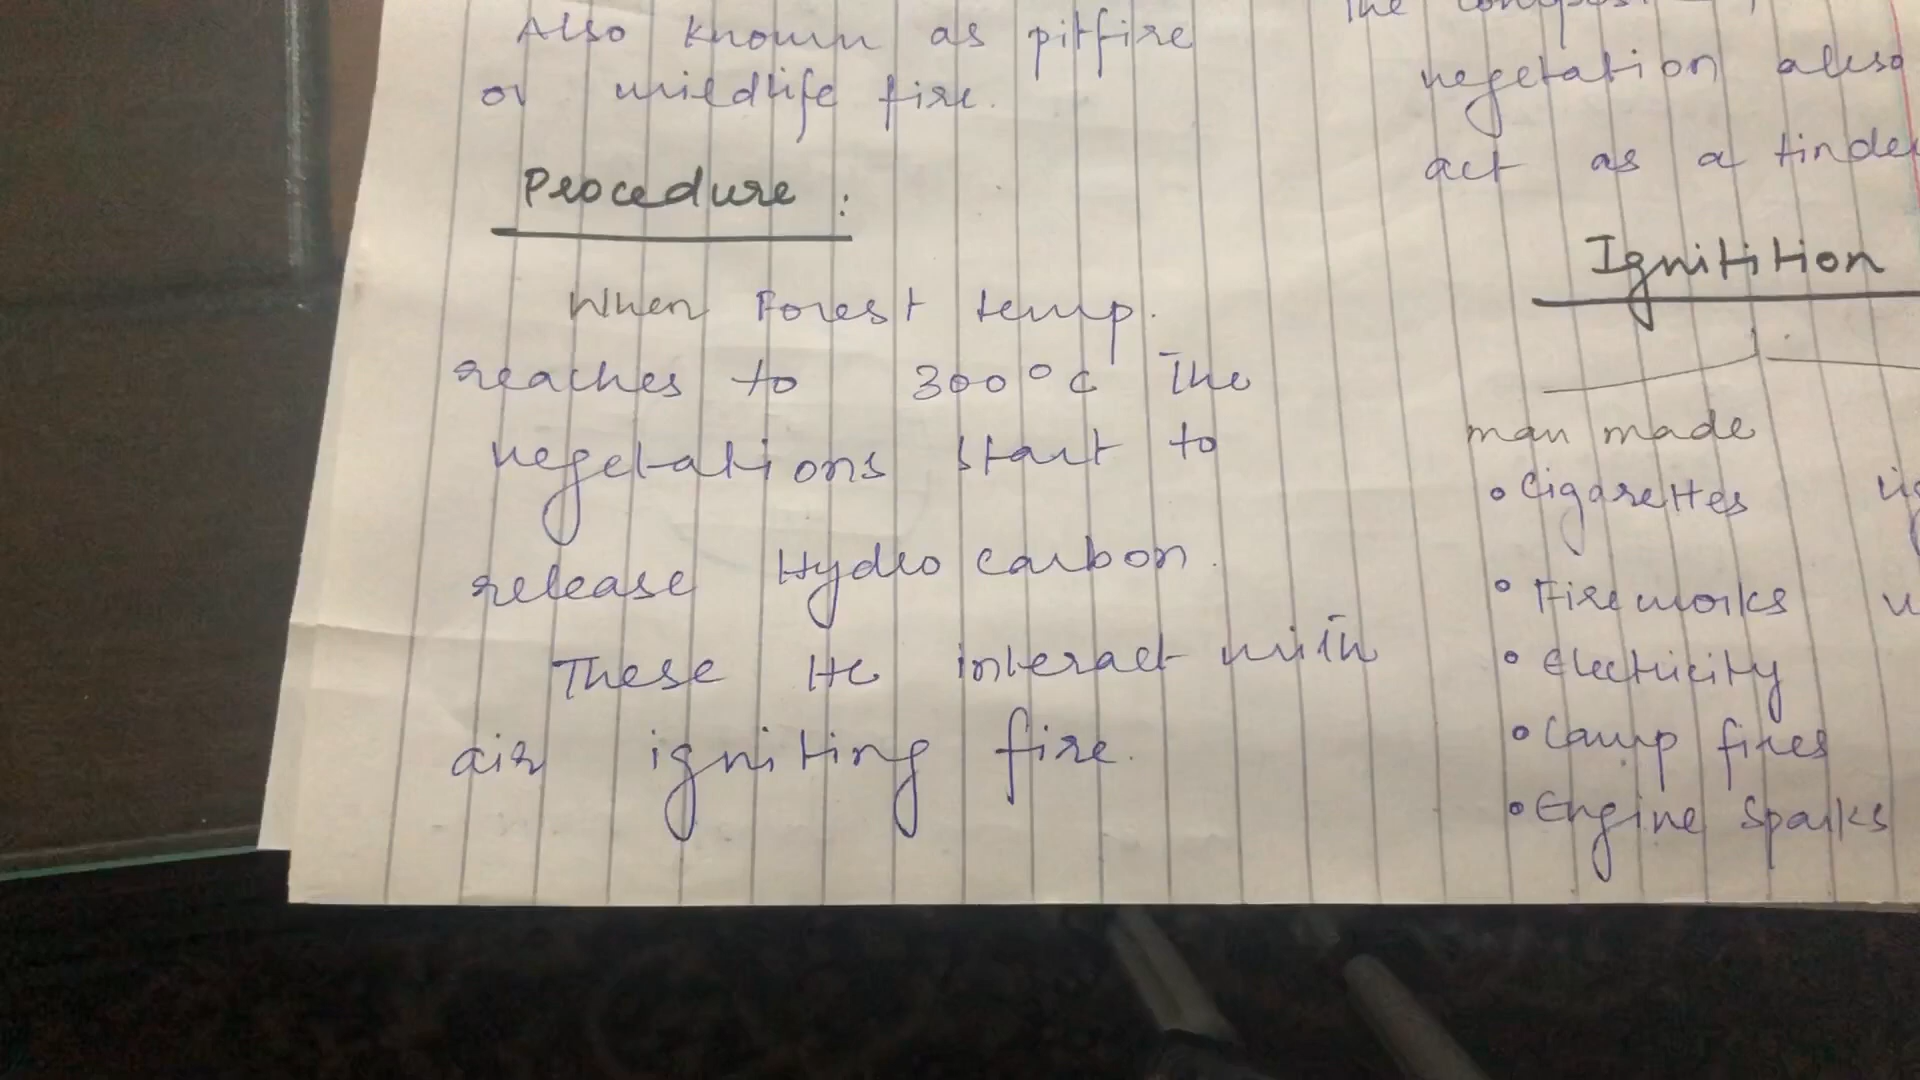 Also known as pitfire
or wildlife fire.
Procedure :
When Forest temp.
reaches to 300°c The
vegetations start to
release Hydro carbon.
These HC interact with
air igniting fire.
The
vegetation also
act as a
Ignitition
man made
• Cigarettes
• Fireworks
• Electricity
• Camp fires
• Engine Sparks